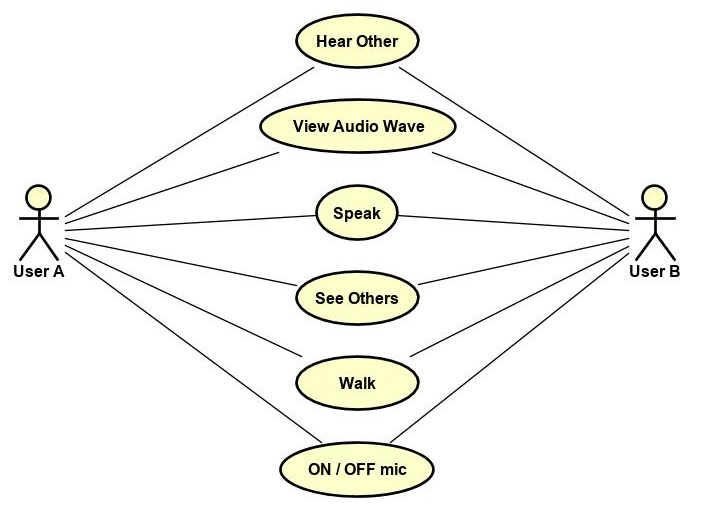 Hear Other
View Audio Wave
Speak
User A
User B
See Others
Walk
ON / OFF mic